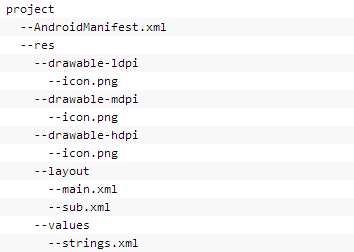 project
--AndroidManifest.xml
--res
--drawable-ldpi
--icon.png
--drawable-mdpi
--icon.png
--drawable-hdpi
--icon.png
--layout
--main.xml
--sub.xml
--values
--strings.xml